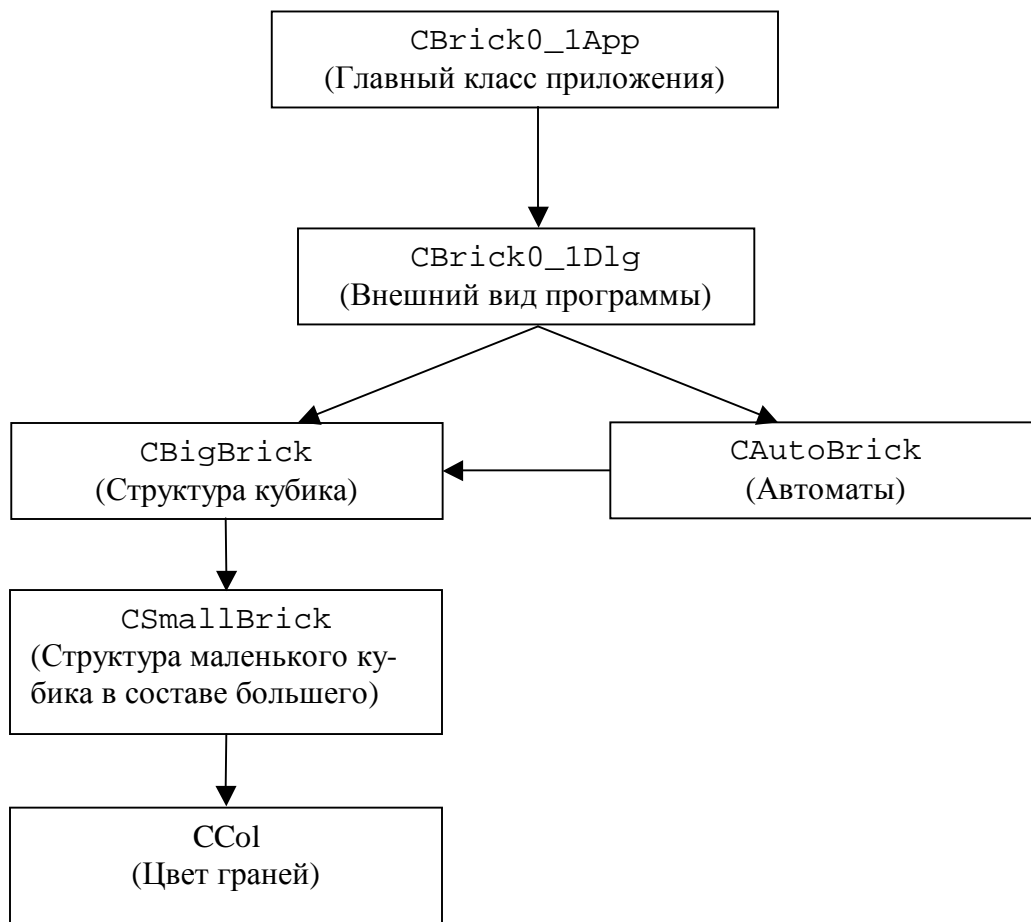 CBrick0_1App
(Главный класс приложения)
CBrick0_1Dlg
(Внешний вид программы)
CBigBrick
(Структура кубика)
CAutoBrick
(Автоматы)
CSmallBrick
(Структура маленького ку-
бика в составе большего)
CCol
(Цвет граней)